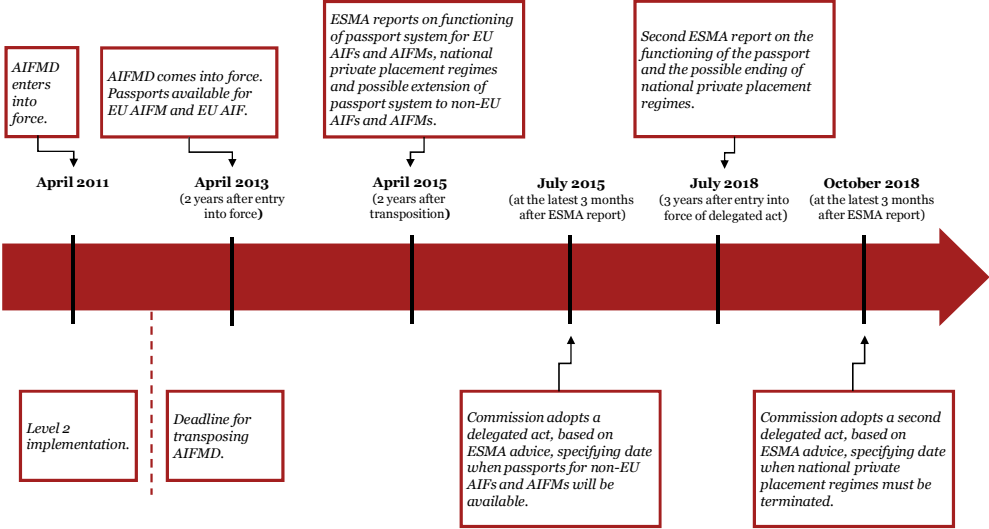 AIFMD
enters
into
force.
AIFMD comes into force.
Passports available for
EU AIFM and EU AIF.
ESMA reports on functioning
of passport system for EU
AIFs and AIFMs, national
private placement regimes
and possible extension of
passport system to non-EU
AIFs and AIFMs.
Second ESMA report on the
functioning of the passport
and the possible ending of
national private placement
regimes.
April 2011
April 2013
(2 years after entry
into force)
April 2015
(2 years after
transposition)
July 2015
(at the latest 3 months
after ESMA report)
July 2018
(3 years after entry into
force of delegated act)
October 2018
(at the latest 3 months
after ESMA report)
Level 2
implementation.
Deadline for
transposing
AIFMD.
Commission adopts a
delegated act, based on
ESMA advice, specifying date
when passports for non-EU
AIFs and AIFMs will be
available.
Commission adopts a second
delegated act, based on
ESMA advice, specifying date
when national private
placement regimes must be
terminated.